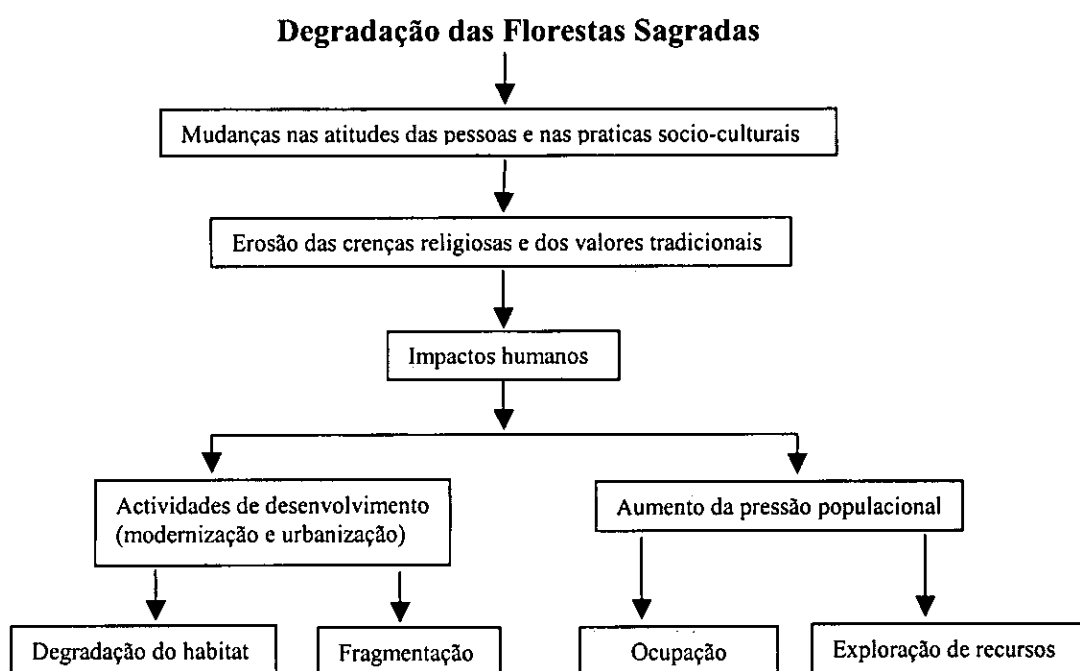 Degradação das Florestas Sagradas
Mudanças nas atitudes das pessoas e nas praticas socio-culturais
Erosão das crenças religiosas e dos valores tradicionais
Impactos humanos
Actividades de desenvolvimento
(modernização e urbanização)
Aumento da pressão populacional
Degradação do habitat
Fragmentação
Ocupação
Exploração de recursos